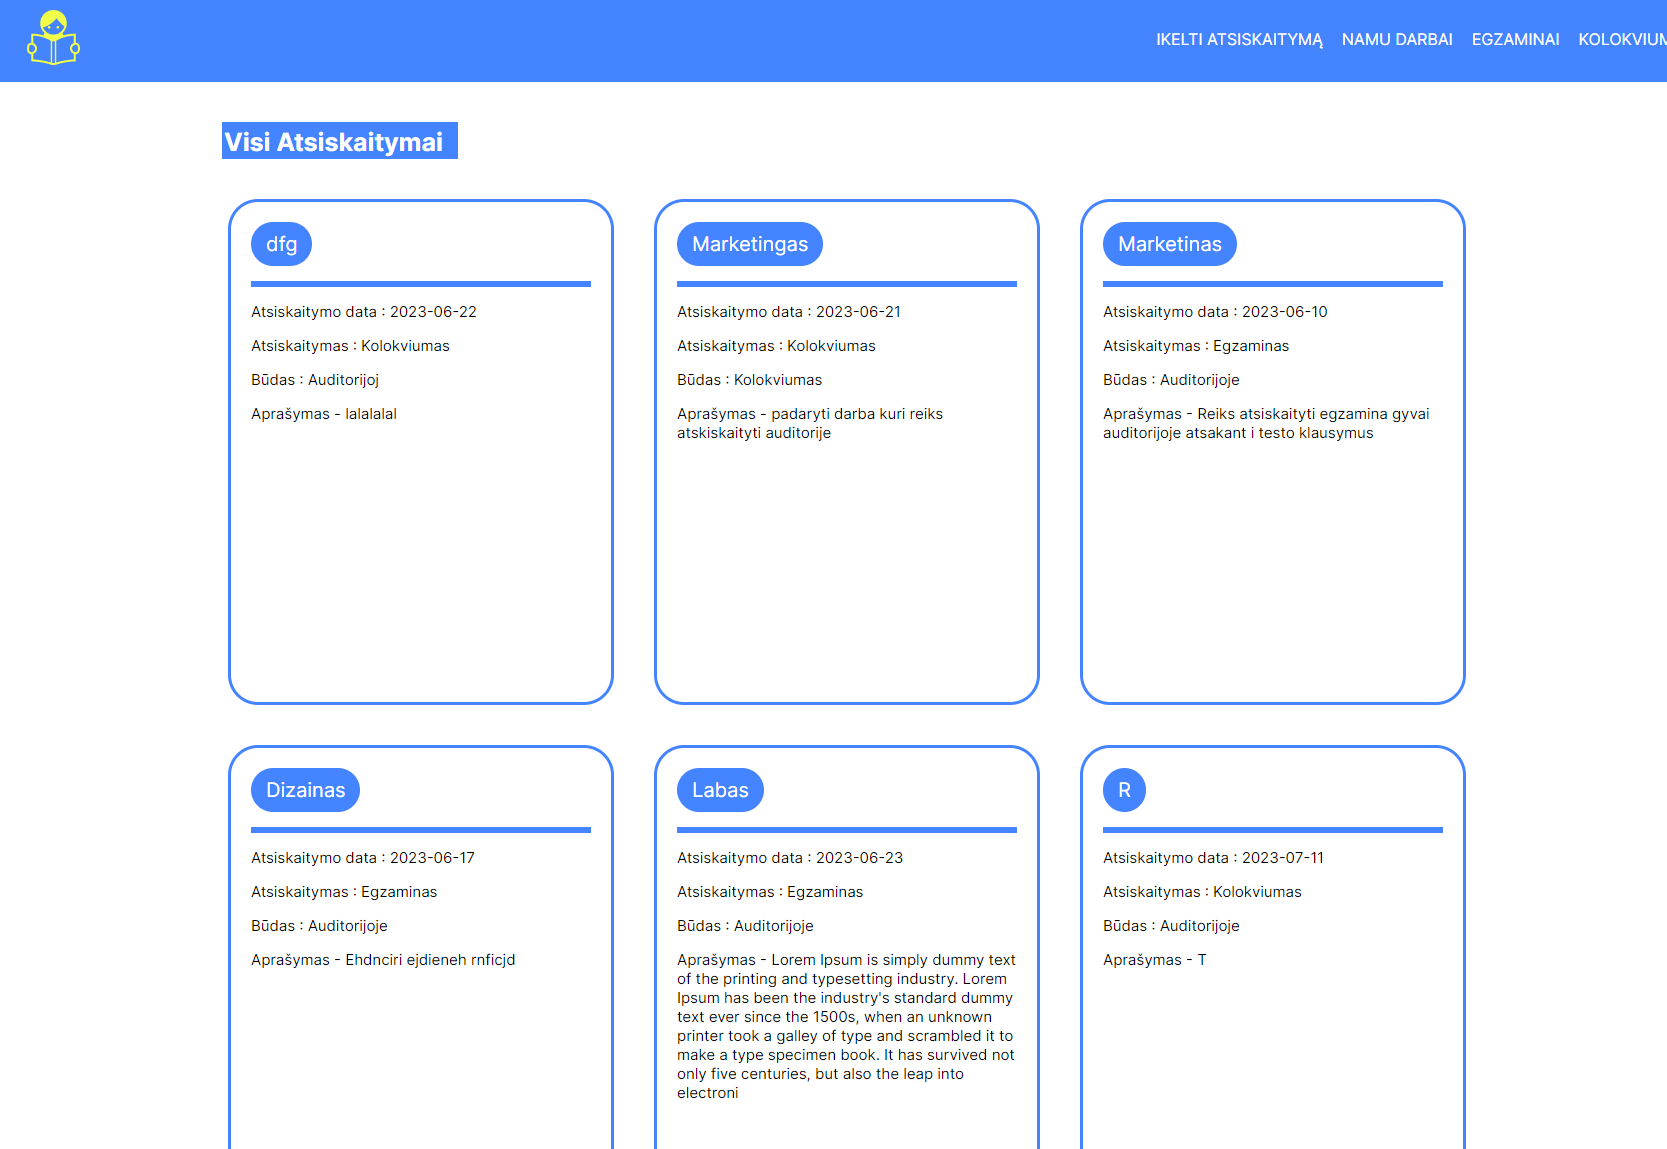 IKELTI ATSISKAITYMĄ NAMU DARBAI EGZAMINAI KOLOKVIUM
Visi Atsiskaitymai
dfg
Atsiskaitymo data : 2023-06-22
Atsiskaitymas : Kolokviumas
Būdas : Auditorijoj
Aprašymas - lalalalal
Marketingas
Atsiskaitymo data : 2023-06-21
Atsiskaitymas : Kolokviumas
Būdas : Kolokviumas
Aprašymas - padaryti darba kuri reiks
atskiskaityti auditorije
Marketinas
Atsiskaitymo data : 2023-06-10
Atsiskaitymas : Egzaminas
Būdas : Auditorijoje
Aprašymas - Reiks atsiskaityti egzamina gyvai
auditorijoje atsakant i testo klausymus
Dizainas
Atsiskaitymo data : 2023-06-17
Atsiskaitymas : Egzaminas
Būdas : Auditorijoje
Aprašymas - Ehdnciri ejdieneh rnficjd
Labas
Atsiskaitymo data : 2023-06-23
Atsiskaitymas : Egzaminas
Būdas : Auditorijoje
Aprašymas - Lorem Ipsum is simply dummy text
of the printing and typesetting industry. Lorem
Ipsum has been the industry's standard dummy
text ever since the 1500s, when an unknown
printer took a galley of type and scrambled it to
make a type specimen book. It has survived not
only five centuries, but also the leap into
electroni
R
Atsiskaitymo data : 2023-07-11
Atsiskaitymas : Kolokviumas
Būdas : Auditorijoje
Aprašymas - T